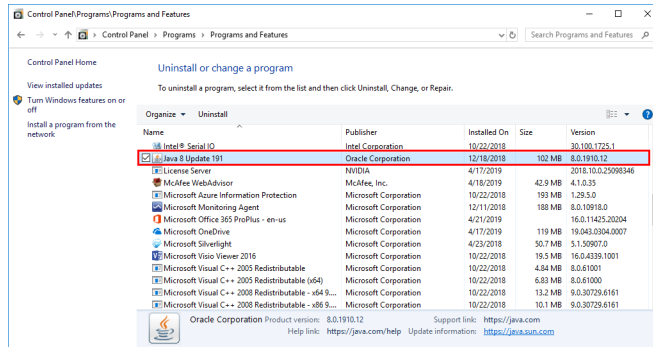 Control Panel\Programs\Programs and Features
Control Panel > Programs > Programs and Features
Search Programs and Features
Control Panel Home
View installed updates
Turn Windows features on or off
Install a program from the network
Uninstall or change a program
To uninstall a program, select it from the list and then click Uninstall, Change, or Repair.
Organize Uninstall
Name Publisher Installed On Size Version
Intel® Serial IO Intel Corporation 10/22/2018 30.100.1725.1
Java 8 Update 191 Oracle Corporation 12/18/2018 102 MB 8.0.1910.12
License Server NVIDIA 4/17/2019 2018.10.0.25098346
McAfee WebAdvisor McAfee, Inc. 4/18/2019 42.9 MB 4.1.0.35
Microsoft Azure Information Protection Microsoft Corporation 10/22/2018 193 MB 1.29.5.0
Microsoft Monitoring Agent Microsoft Corporation 12/11/2018 188 MB 8.0.10918.0
Microsoft Office 365 ProPlus - en-us Microsoft Corporation 4/21/2019 16.0.11425.20204
Microsoft OneDrive Microsoft Corporation 4/17/2019 119 MB 19.043.0304.0007
Microsoft Silverlight Microsoft Corporation 4/23/2018 50.7 MB 5.1.50907.0
Microsoft Visio Viewer 2016 Microsoft Corporation 10/22/2018 19.5 MB 16.0.4339.1001
Microsoft Visual C++ 2005 Redistributable Microsoft Corporation 10/22/2018 4.84 MB 8.0.61001
Microsoft Visual C++ 2005 Redistributable (x64) Microsoft Corporation 10/22/2018 6.83 MB 8.0.61000
Microsoft Visual C++ 2008 Redistributable - x64 9.... Microsoft Corporation 10/22/2018 13.2 MB 9.0.30729.6161
Microsoft Visual C++ 2008 Redistributable - x86 9.... Microsoft Corporation 10/22/2018 10.1 MB 9.0.30729.6161
Oracle Corporation Product version: 8.0.1910.12 Support link: https://java.com
Help link: https://java.com/help Update information: https://java.sun.com